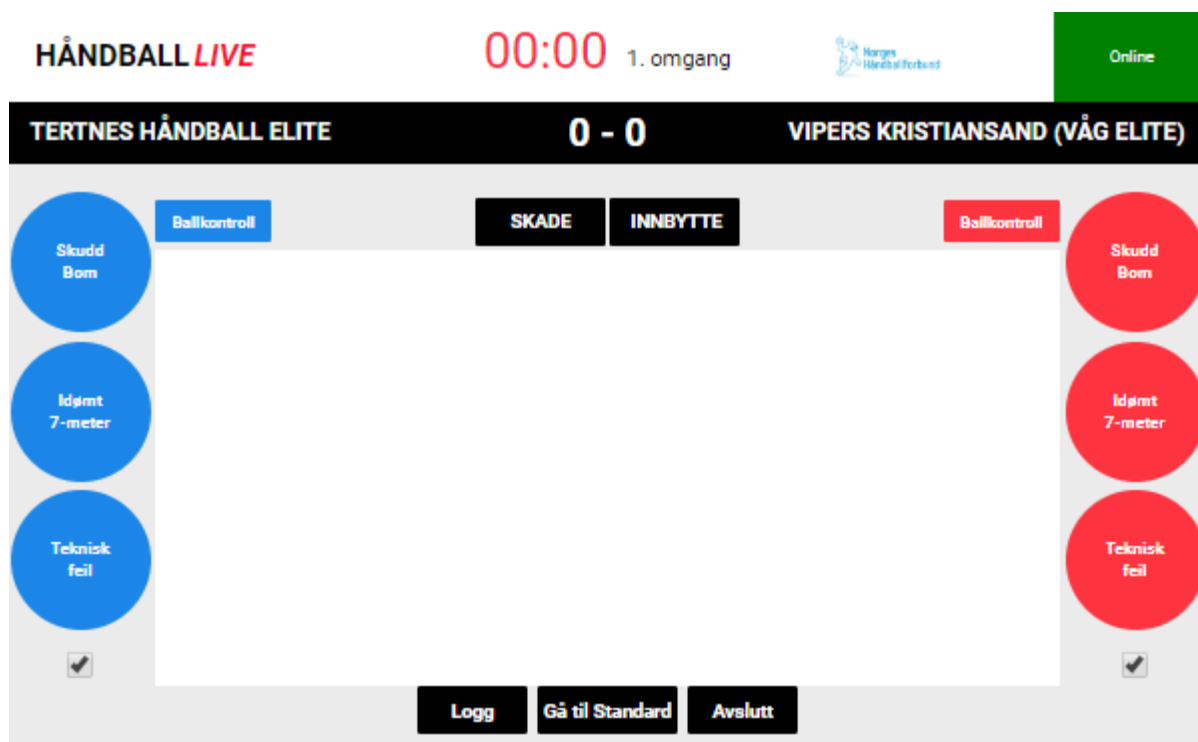 HÅNDBALL LIVE
00:00 1. omgang
Norges
Håndballforbund
Online
TERTNES HÅNDBALL ELITE
0 - 0
VIPERS KRISTIANSAND (VÅG ELITE)
Skudd
Bom
Ballkontroll
SKADE
INNBYTTE
Ballkontroll
Skudd
Bom
Idømt
7-meter
Idømt
7-meter
Teknisk
feil
Teknisk
feil
Logg
Gå til Standard
Avslutt